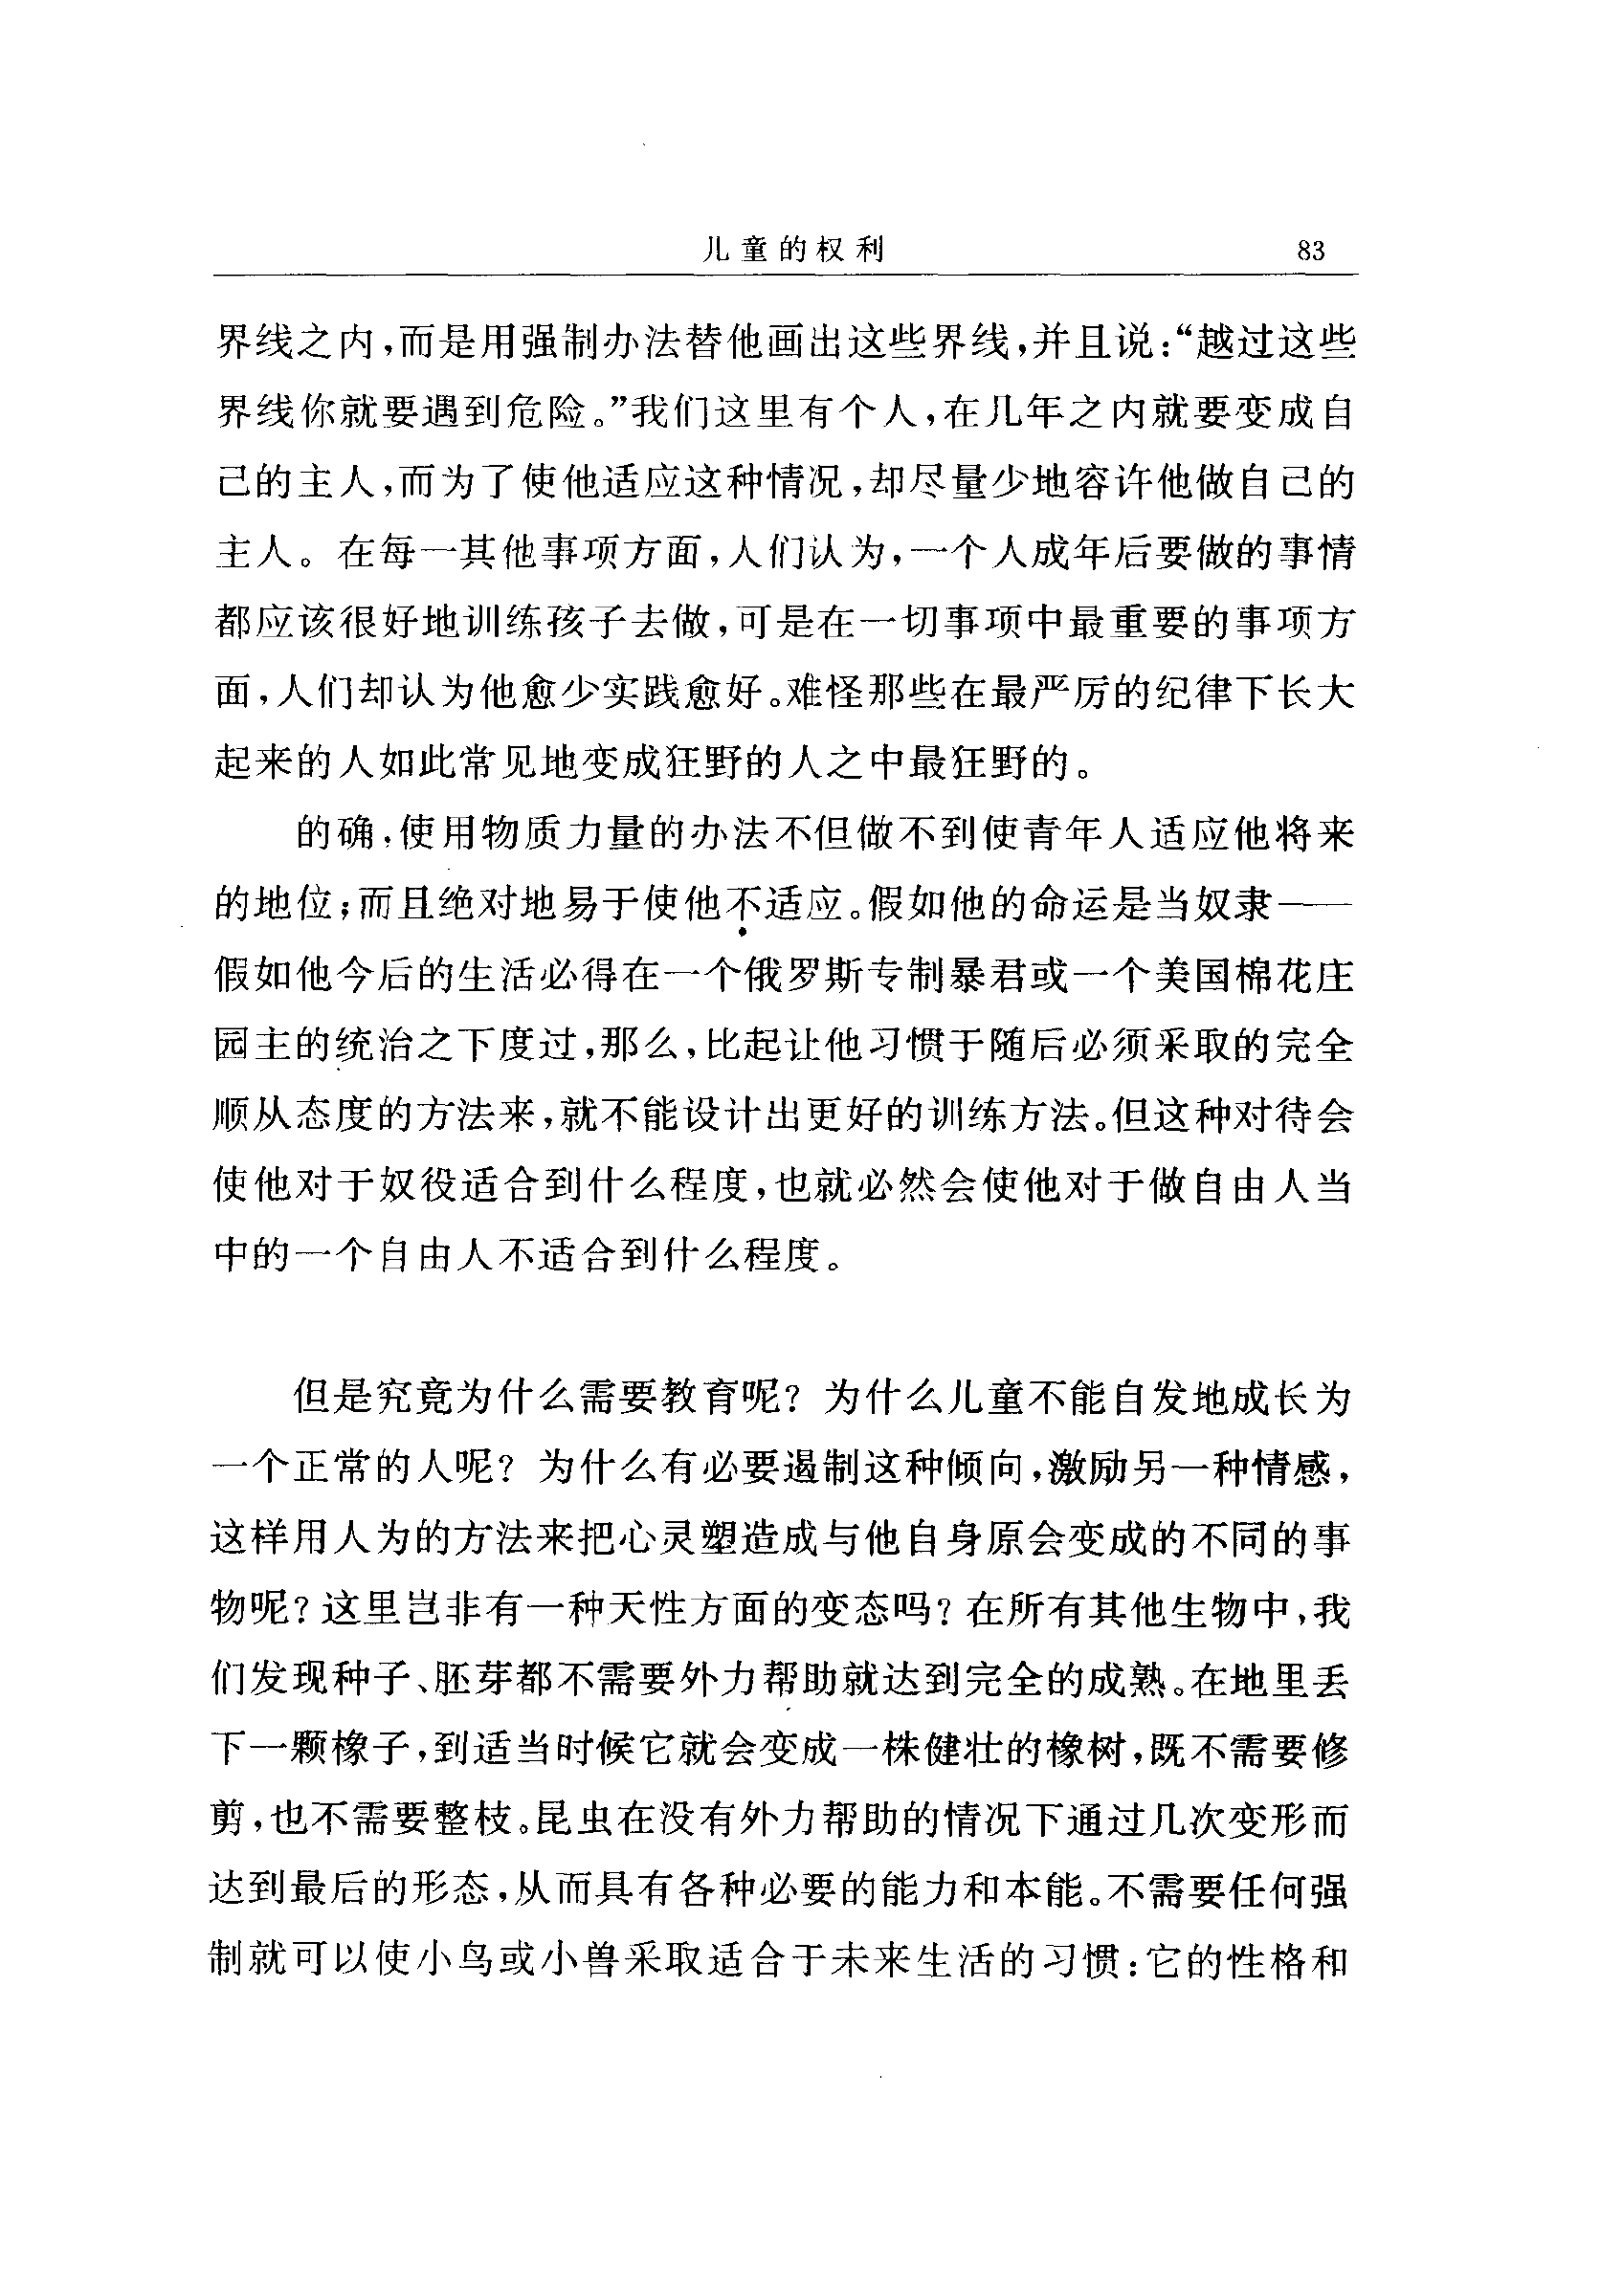 儿童的权利 83
界线之内,而是用强制办法替他画出这些界线,并且说:“越过这些
界线你就要遇到危险。”我们这里有个人,在几年之内就要变成自
己的主人,而为了使他适应这种情况,却尽量少地容许他做自己的
主人。在每一其他事项方面,人们认为,一个人成年后要做的事情
都应该很好地训练孩子去做,可是在一切事项中最重要的事项方
面,人们却认为他愈少实践愈好。难怪那些在最严厉的纪律下长大
起来的人如此常见地变成狂野的人之中最狂野的。
的确,使用物质力量的办法不但做不到使青年人适应他将来
的地位;而且绝对地易于使他不适应。假如他的命运是当奴隶——
假如他今后的生活必得在一个俄罗斯专制暴君或一个美国棉花庄
园主的统治之下度过,那么,比起让他习惯于随后必须采取的完全
顺从态度的方法来,就不能设计出更好的训练方法。但这种对待会
使他对于奴役适合到什么程度,也就必然会使他对于做自由人当
中的一个自由人不适合到什么程度。
但是究竟为什么需要教育呢?为什么儿童不能自发地成长为
一个正常的人呢?为什么有必要遏制这种倾向,激励另一种情感,
这样用人为的方法来把心灵塑造成与他自身原会变成的不同的事
物呢?这里岂非有一种天性方面的变态吗?在所有其他生物中,我
们发现种子、胚芽都不需要外力帮助就达到完全的成熟。在地里丢
下一颗橡子,到适当时候它就会变成一株健壮的橡树,既不需要修
剪,也不需要整枝。昆虫在没有外力帮助的情况下通过几次变形而
达到最后的形态,从而具有各种必要的能力和本能。不需要任何强
制就可以使小鸟或小兽采取适合于未来生活的习惯:它的性格和